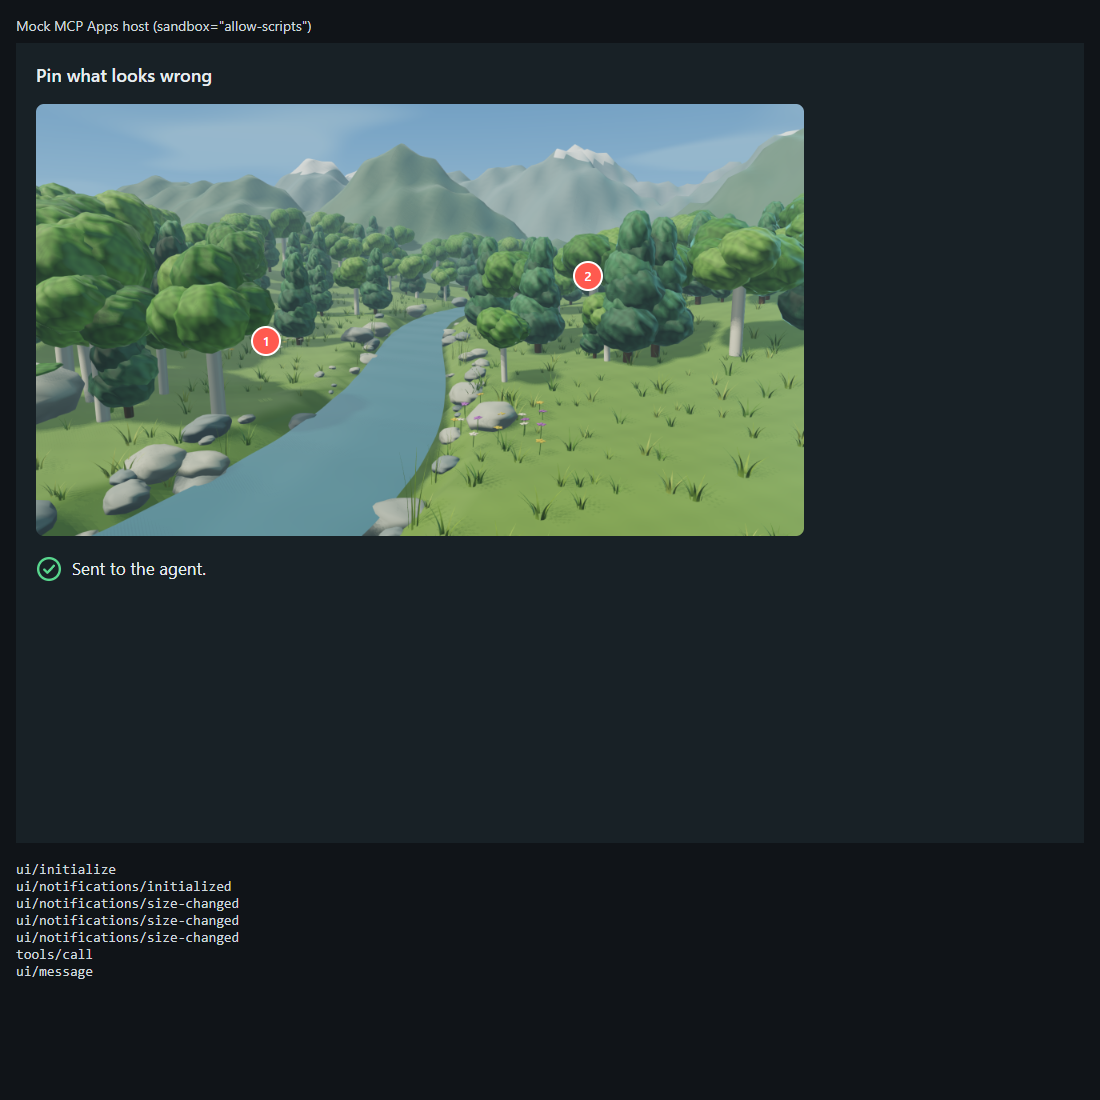 Mock MCP Apps host (sandbox="allow-scripts")
Pin what looks wrong
2
1
Sent to the agent.
ui/initialize
ui/notifications/initialized
ui/notifications/size-changed
ui/notifications/size-changed
ui/notifications/size-changed
tools/call
ui/message